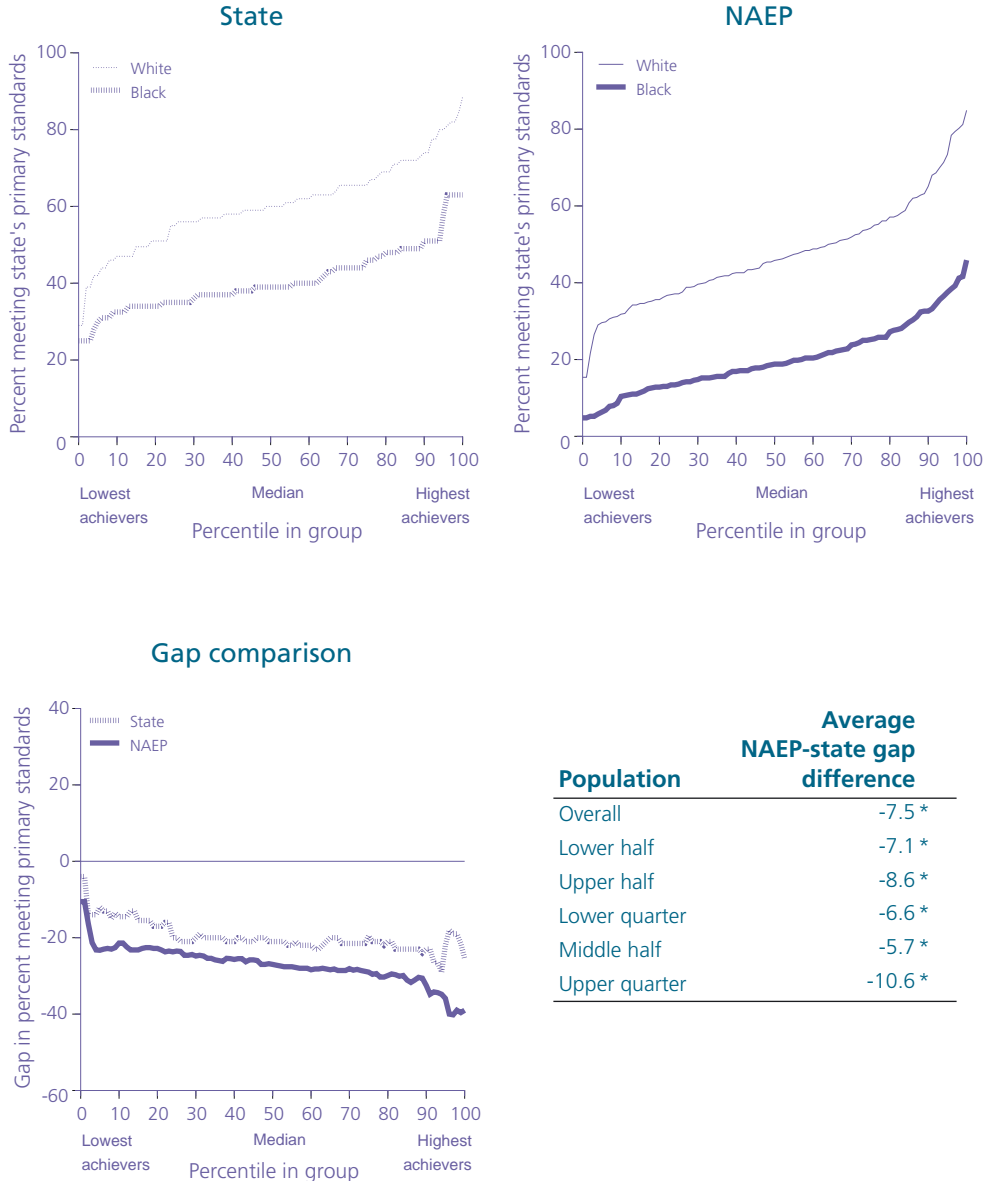 State
Percent meeting state's primary standards
100
80
60
40
20
0
White
Black
0 10 20 30 40 50 60 70 80 90 100
Lowest achievers
Median
Highest achievers
Percentile in group
NAEP
Percent meeting state's primary standards
100
80
60
40
20
0
White
Black
0 10 20 30 40 50 60 70 80 90 100
Lowest achievers
Median
Highest achievers
Percentile in group
Gap comparison
Gap in percent meeting primary standards
40
20
0
-20
-40
-60
State
NAEP
0 10 20 30 40 50 60 70 80 90 100
Lowest achievers
Median
Highest achievers
Percentile in group
Population Average NAEP-state gap difference
Overall -7.5 *
Lower half -7.1 *
Upper half -8.6 *
Lower quarter -6.6 *
Middle half -5.7 *
Upper quarter -10.6 *